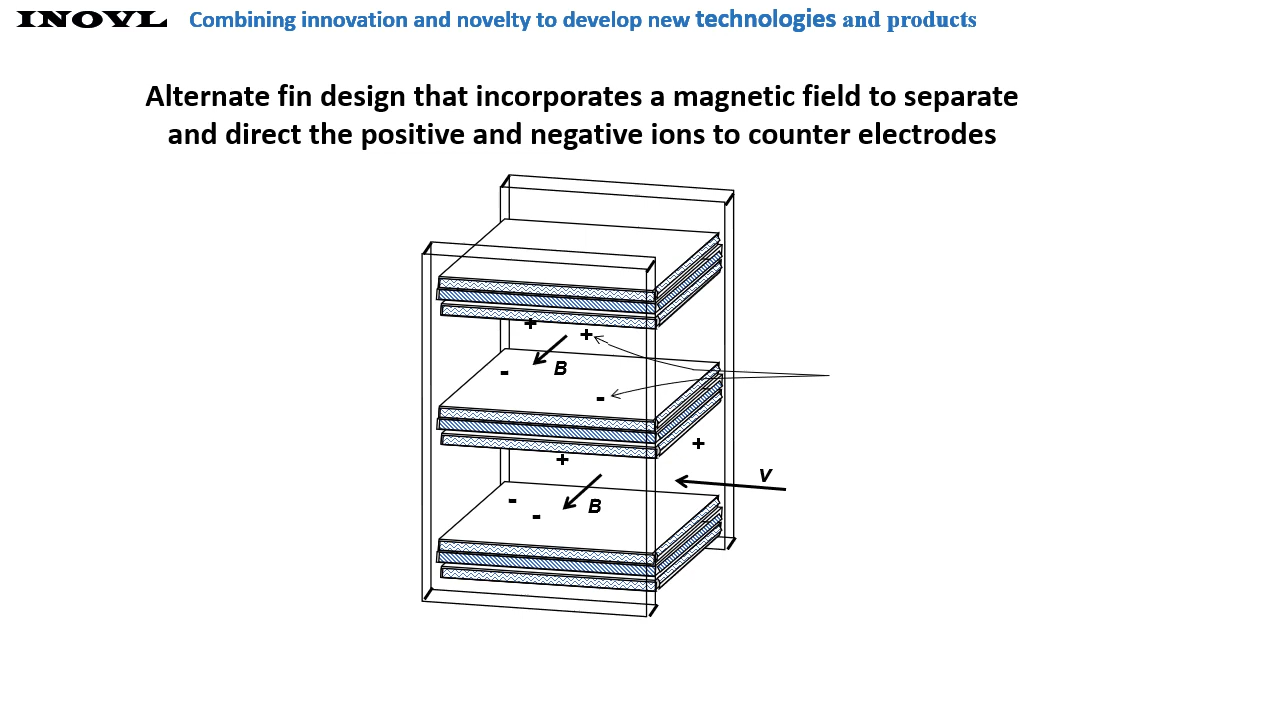 INOVL Combining innovation and novelty to develop new technologies and products
Alternate fin design that incorporates a magnetic field to separate
and direct the positive and negative ions to counter electrodes
+
+
B
-
-
+
+
V
-
B
-